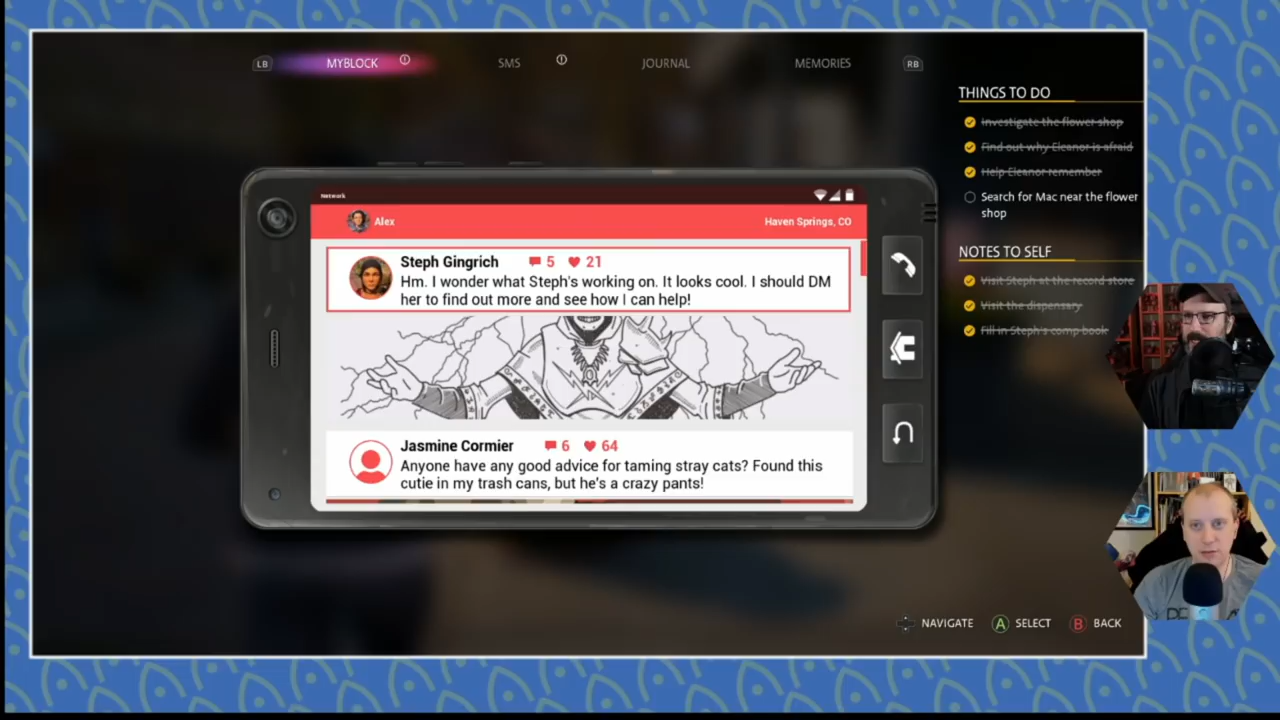 LB
MYBLOCK
SMS
JOURNAL
MEMORIES
RB
THINGS TO DO
Investigate the flower shop
Find out why Eleanor is afraid
Help Eleanor remember
Search for Mac near the flower
shop
NOTES TO SELF
Visit Steph at the record store
Visit the dispensary
Fill in Steph's comp book
Network
Alex
Haven Springs, CO
Steph Gingrich 5 21
Hm. I wonder what Steph's working on. It looks cool. I should DM
her to find out more and see how I can help!
Jasmine Cormier 6 64
Anyone have any good advice for taming stray cats? Found this
cutie in my trash cans, but he's a crazy pants!
NAVIGATE
A SELECT
B BACK